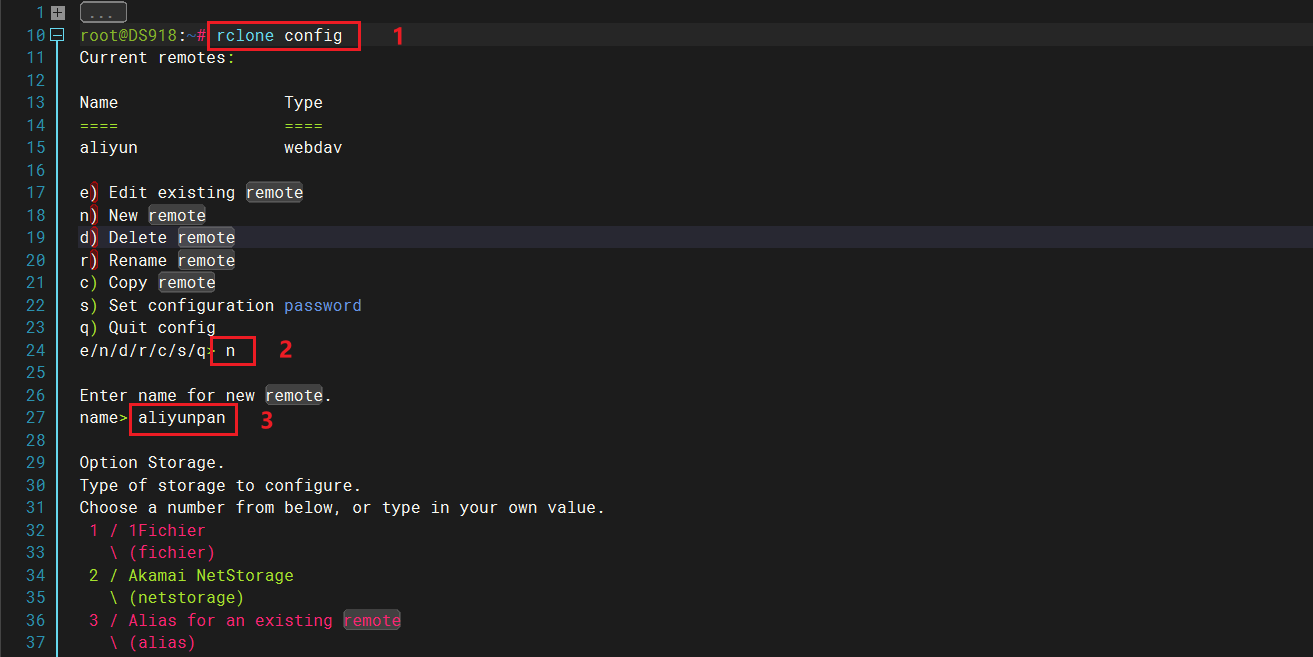 1 ...
10 root@DS918:~# rclone config 1
11 Current remotes:
12
13 Name Type
14 ==== ====
15 aliyun webdav
16
17 e) Edit existing remote
18 n) New remote
19 d) Delete remote
20 r) Rename remote
21 c) Copy remote
22 s) Set configuration password
23 q) Quit config
24 e/n/d/r/c/s/q> n 2
25
26 Enter name for new remote.
27 name> aliyunpan 3
28
29 Option Storage.
30 Type of storage to configure.
31 Choose a number from below, or type in your own value.
32 1 / 1Fichier
33 \ (fichier)
34 2 / Akamai NetStorage
35 \ (netstorage)
36 3 / Alias for an existing remote
37 \ (alias)